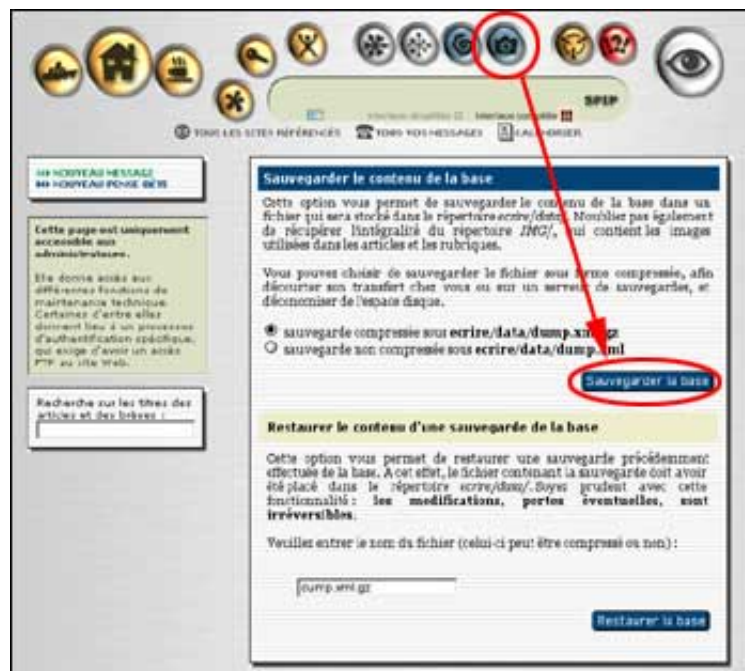 ?
SPIP
Interface simplifiée Interface complète
TOUS LES SITES RÉFÉRENCÉS TOUS VOS MESSAGES CALENDRIER
NOUVEAU MESSAGE
NOUVEAU PENSE-BÊTE
Cette page est uniquement
accessible aux
administrateurs.
Elle donne accès aux
différentes fonctions de
maintenance technique.
Certaines d'entre elles
donnent lieu à un processus
d'authentification spécifique,
qui exige d'avoir un accès
FTP au site Web.
Recherche sur les titres des
articles et des brèves :
Sauvegarder le contenu de la base
Cette option vous permet de sauvegarder le contenu de la base dans un
fichier qui sera stocké dans le répertoire ecrire/data/. N'oubliez pas également
de récupérer l'intégralité du répertoire IMG/, qui contient les images
utilisées dans les articles et les rubriques.
Vous pouvez choisir de sauvegarder le fichier sous forme compressée, afin
d'écourter son transfert chez vous ou sur un serveur de sauvegardes, et
d'économiser de l'espace disque.
sauvegarde compressée sous ecrire/data/dump.xml.gz
sauvegarde non compressée sous ecrire/data/dump.xml
Sauvegarder la base
Restaurer le contenu d'une sauvegarde de la base
Cette option vous permet de restaurer une sauvegarde précédemment
effectuée de la base. A cet effet, le fichier contenant la sauvegarde doit avoir
été placé dans le répertoire ecrire/data/. Soyez prudent avec cette
fonctionnalité : les modifications, pertes éventuelles, sont
irréversibles.
Veuillez entrer le nom du fichier (celui-ci peut être compressé ou non) :
dump.xml.gz
Restaurer la base